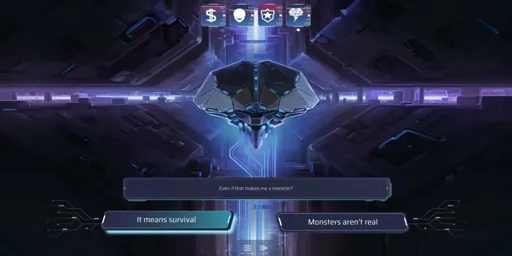 Even if that makes me a monster?
It means survival
Monsters aren't real